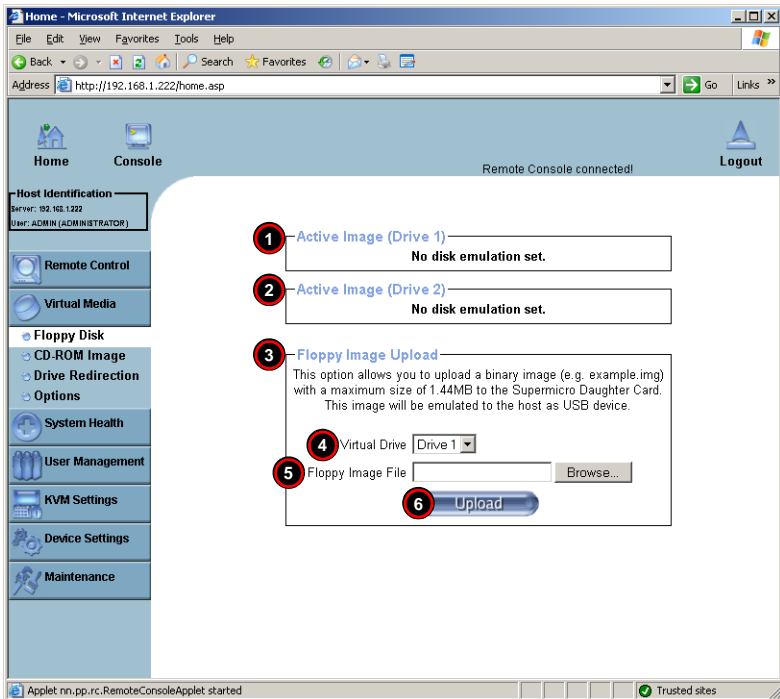 Home - Microsoft Internet Explorer
File Edit View Favorites Tools Help
Back Search Favorites
Address http://192.168.1.222/home.asp Go Links »
Home Console Remote Console connected! Logout
Host Identification
Server: 192.168.1.222
User: ADMIN (ADMINISTRATOR)
Remote Control
Virtual Media
Floppy Disk
CD-ROM Image
Drive Redirection
Options
System Health
User Management
KVM Settings
Device Settings
Maintenance
1 Active Image (Drive 1)
No disk emulation set.
2 Active Image (Drive 2)
No disk emulation set.
3 Floppy Image Upload
This option allows you to upload a binary image (e.g. example.img)
with a maximum size of 1.44MB to the Supermicro Daughter Card.
This image will be emulated to the host as USB device.
4 Virtual Drive Drive 1
5 Floppy Image File Browse...
6 Upload
Applet nn.pp.rc.RemoteConsoleApplet started Trusted sites